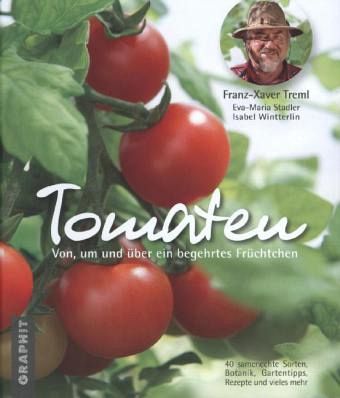 Franz-Xaver Treml
Eva-Maria Stadler
Isabel Wintterlin
Tomaten
Von, um und über ein begehrtes Früchtchen
GRAPHIT
40 samenechte Sorten,
Botanik, Gartentipps,
Rezepte und vieles mehr